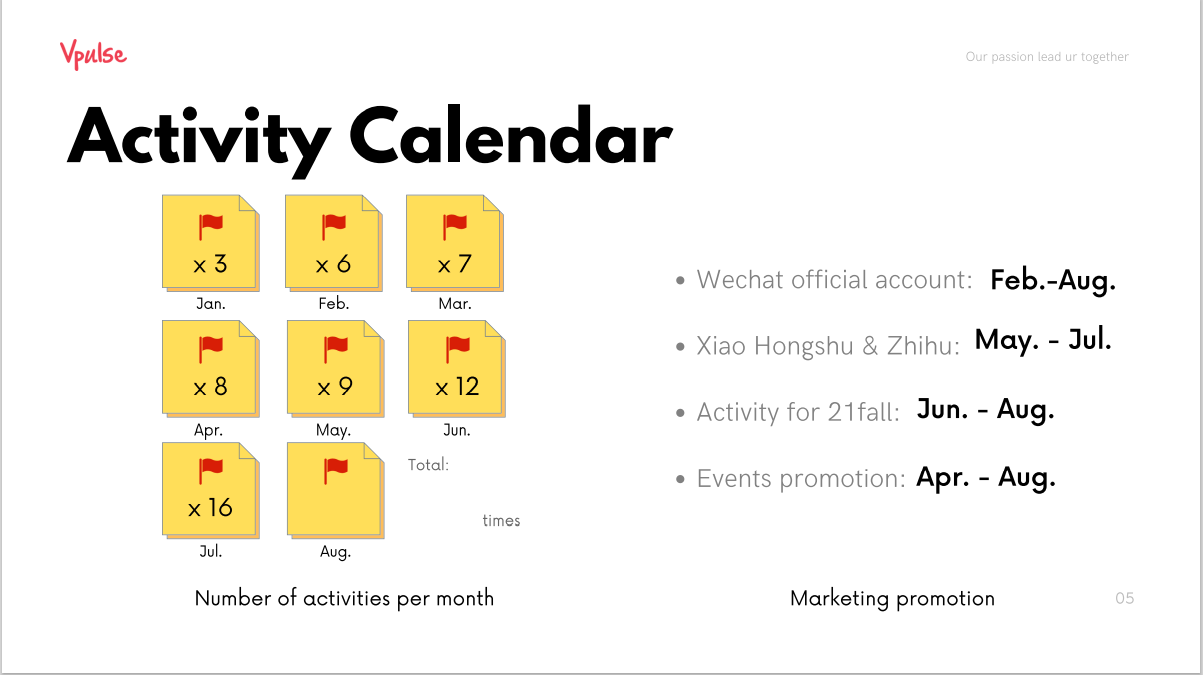 Vpulse
Our passion lead ur together
Activity Calendar
x 3
x 6
x 7
Jan.
Feb.
Mar.
x 8
x 9
x 12
Apr.
May.
Jun.
x 16
Total:
times
Jul.
Aug.
Number of activities per month
Wechat official account: Feb.-Aug.
Xiao Hongshu & Zhihu: May. - Jul.
Activity for 21fall: Jun. - Aug.
Events promotion: Apr. - Aug.
Marketing promotion
05